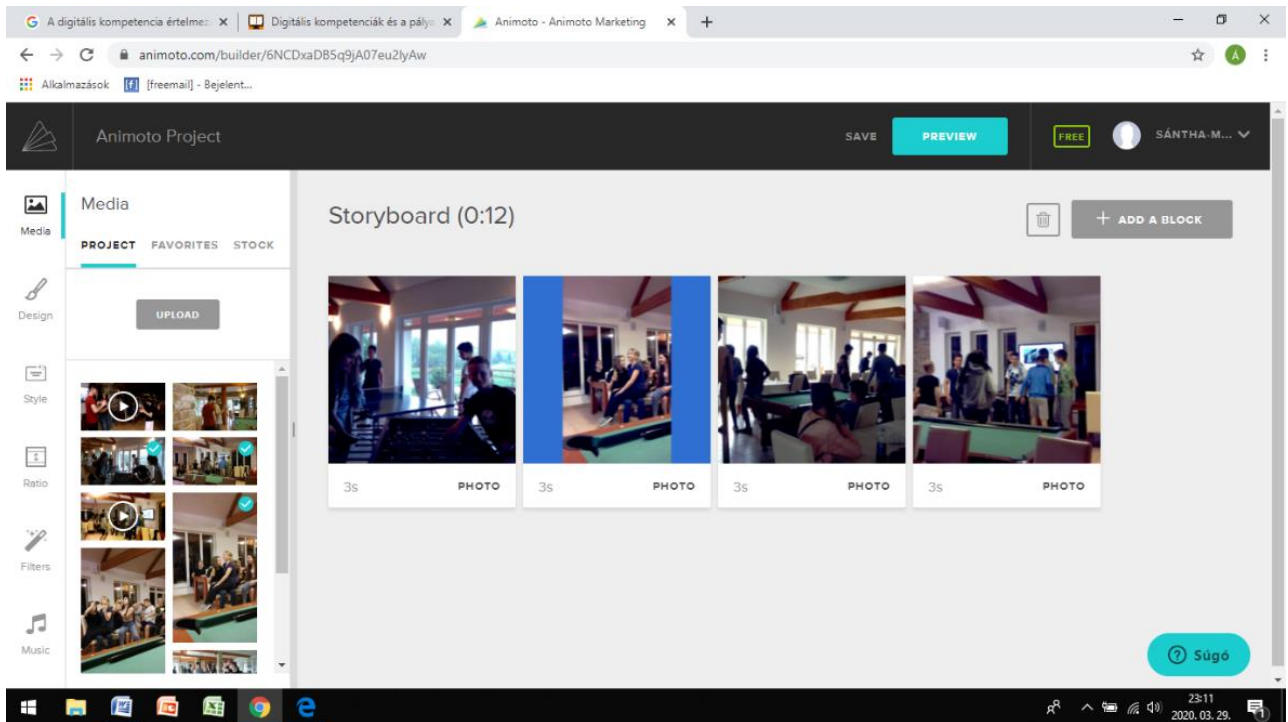 A digitális kompetencia értelmez
Digitális kompetenciák és a pálya
Animoto - Animoto Marketing
animoto.com/builder/6NCDxaDB5q9jA07eu2lyAw
Á
Alkalmazások
[f] [freemail] - Bejelent...
Animoto Project
SAVE
PREVIEW
FREE
SÁNTHA-M...
Media
Design
Style
Ratio
Filters
Music
Media
PROJECT FAVORITES STOCK
UPLOAD
Storyboard (0:12)
+ ADD A BLOCK
3s PHOTO
3s PHOTO
3s PHOTO
3s PHOTO
Súgó
23:11
2020. 03. 29.